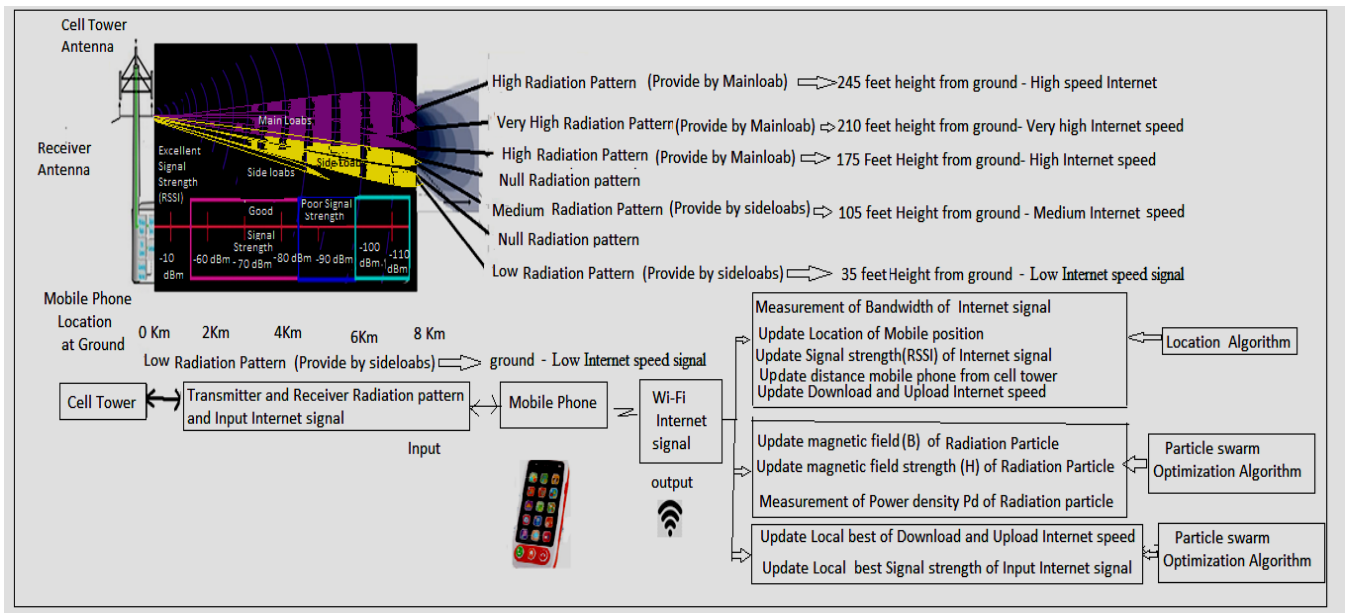 Cell Tower
Antenna
Receiver
Antenna
Main Loabs
Side Loabs
Side loabs
Excellent
Signal
Strength
(RSSI)
Good
Signal
Strength
Poor Signal
Strength
-10
dBm
-60 dBm
-70 dBm
-80 dBm
-90 dBm
-100
dBm
-110
dBm
High Radiation Pattern (Provide by Mainloab) 245 feet height from ground - High speed Internet
Very High Radiation Pattern (Provide by Mainloab) 210 feet height from ground- Very high Internet speed
High Radiation Pattern (Provide by Mainloab) 175 Feet Height from ground- High Internet speed
Null Radiation pattern
Medium Radiation Pattern (Provide by sideloabs) 105 feet Height from ground - Medium Internet speed
Null Radiation pattern
Low Radiation Pattern (Provide by sideloabs) 35 feet Height from ground - Low Internet speed signal
Mobile Phone
Location
at Ground
0 Km 2Km 4Km 6Km 8 Km
Low Radiation Pattern (Provide by sideloabs) ground - Low Internet speed signal
Cell Tower
Transmitter and Receiver Radiation pattern
and Input Internet signal
Input
Mobile Phone
Wi-Fi
Internet
signal
output
Measurement of Bandwidth of Internet signal
Update Location of Mobile position
Update Signal strength(RSSI) of Internet signal
Update distance mobile phone from cell tower
Update Download and Upload Internet speed
Location Algorithm
Update magnetic field(B) of Radiation Particle
Update magnetic field strength (H) of Radiation Particle
Measurement of Power density Pd of Radiation particle
Particle swarm
Optimization Algorithm
Update Local best of Download and Upload Internet speed
Update Local best Signal strength of Input Internet signal
Particle swarm
Optimization Algorithm